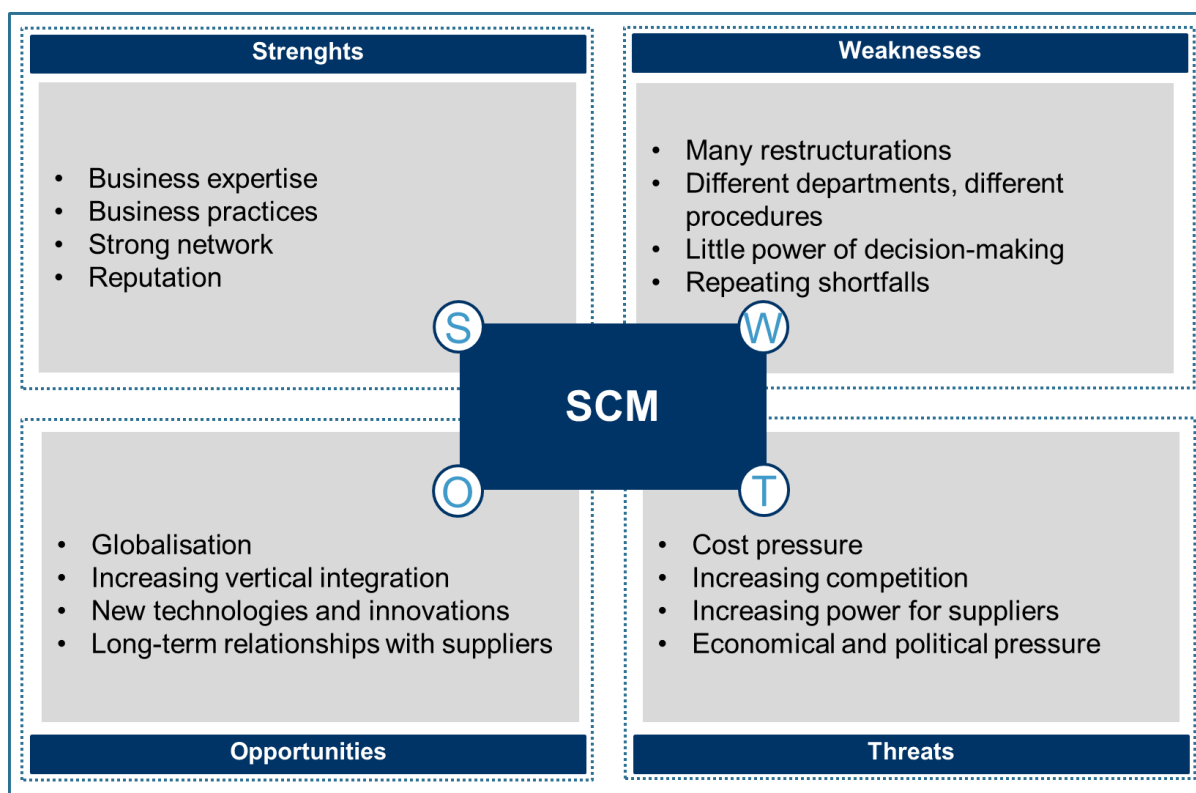 Strenghts
• Business expertise
• Business practices
• Strong network
• Reputation
Weaknesses
• Many restructurations
• Different departments, different
procedures
• Little power of decision-making
• Repeating shortfalls
S
W
SCM
O
T
• Globalisation
• Increasing vertical integration
• New technologies and innovations
• Long-term relationships with suppliers
Opportunities
• Cost pressure
• Increasing competition
• Increasing power for suppliers
• Economical and political pressure
Threats